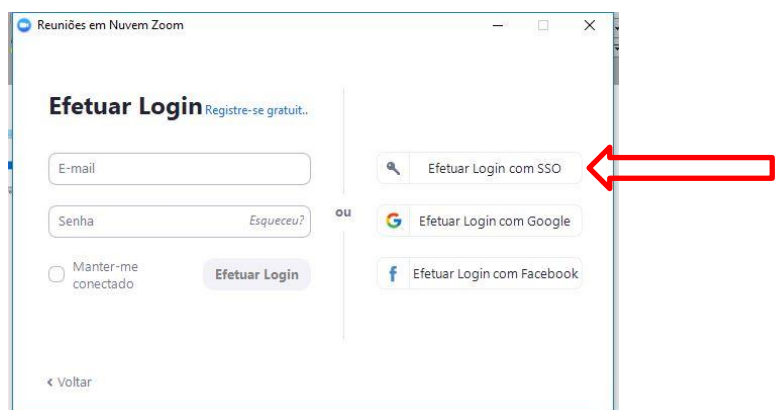 Reuniões em Nuvem Zoom
Efetuar Login Registre-se gratuit..
E-mail
Senha Esqueceu?
Manter-me
conectado
Efetuar Login
ou
Efetuar Login com SSO
Efetuar Login com Google
Efetuar Login com Facebook
Voltar